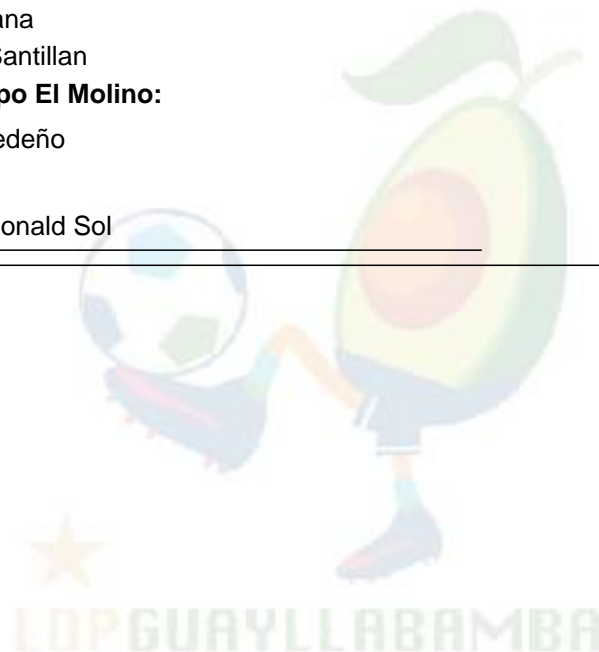 ana
Santillan
po El Molino:
edeño
onald Sol
LDPGUAYLLABAMBA